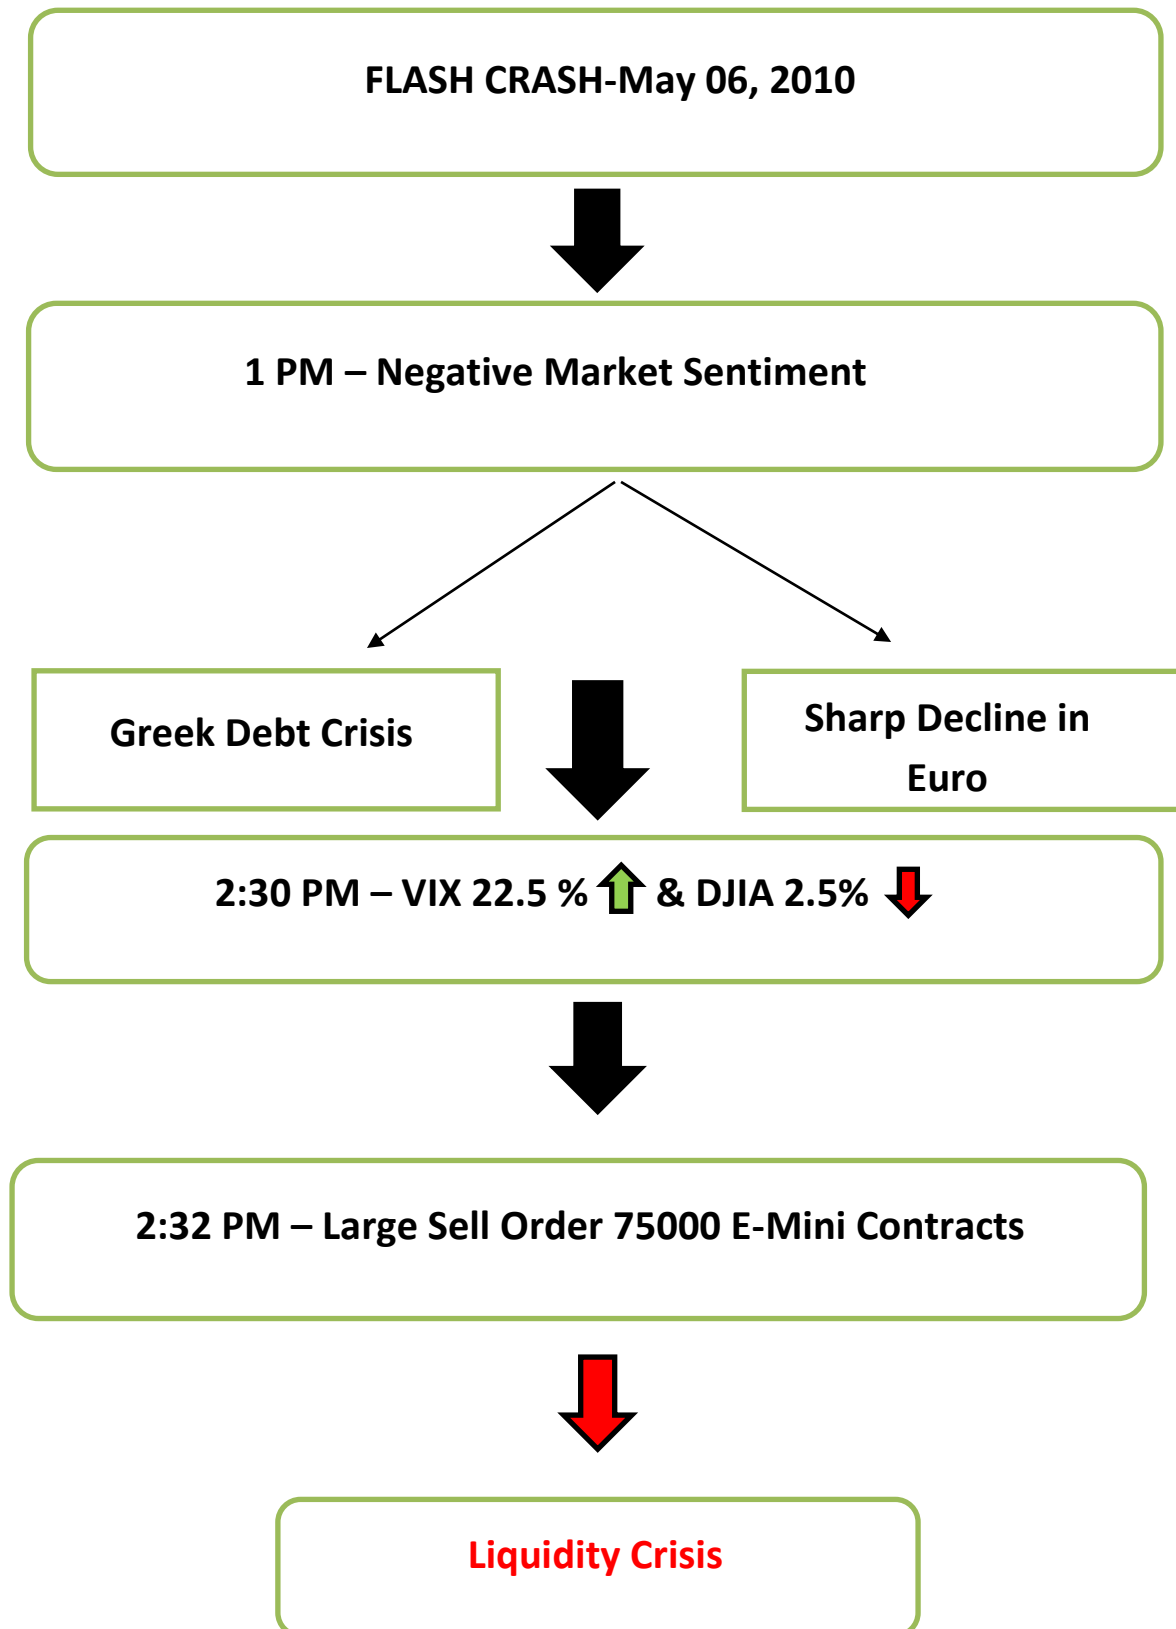 FLASH CRASH-May 06, 2010
1 PM – Negative Market Sentiment
Greek Debt Crisis
Sharp Decline in
Euro
2:30 PM – VIX 22.5 % & DJIA 2.5%
2:32 PM – Large Sell Order 75000 E-Mini Contracts
Liquidity Crisis